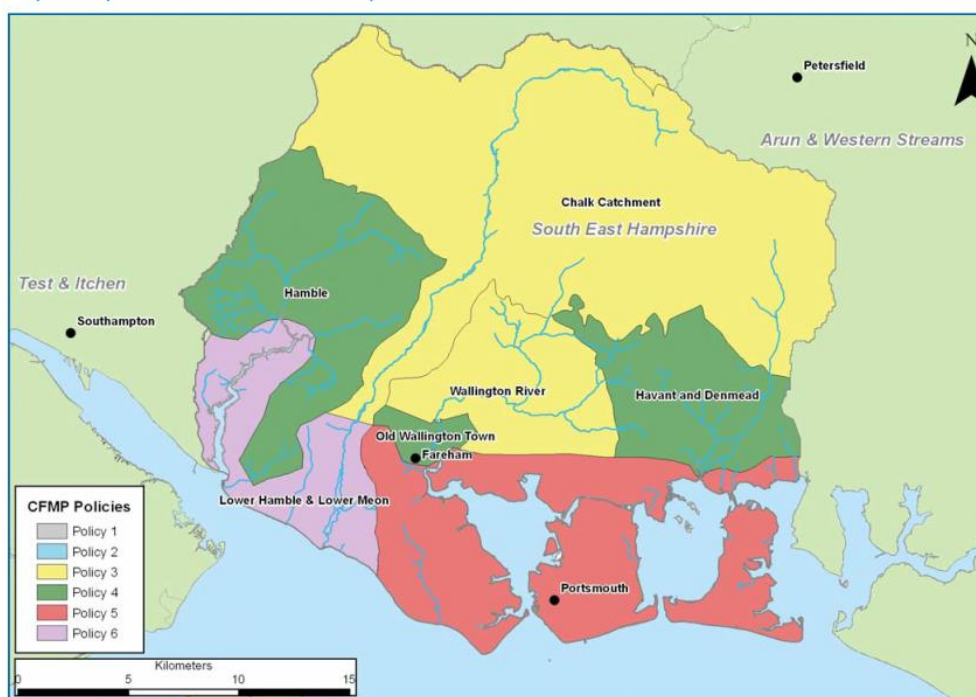 N
Petersfield
Arun & Western Streams
Chalk Catchment
South East Hampshire
Test & Itchen
Hamble
Southampton
Wallington River
Havant and Denmead
Old Wallington Town
Fareham
Lower Hamble & Lower Meon
Portsmouth
CFMP Policies
Policy 1
Policy 2
Policy 3
Policy 4
Policy 5
Policy 6
Kilometers
0 5 10 15